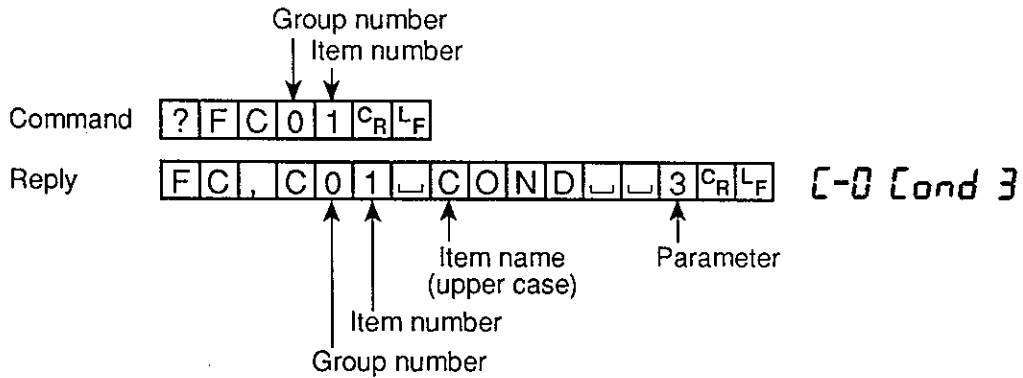 Group number
Item number
Command ?FC01CRLF
Reply FC,C01␣COND␣␣3CRLF C-0 Cond 3
Item name
(upper case)
Parameter
Item number
Group number